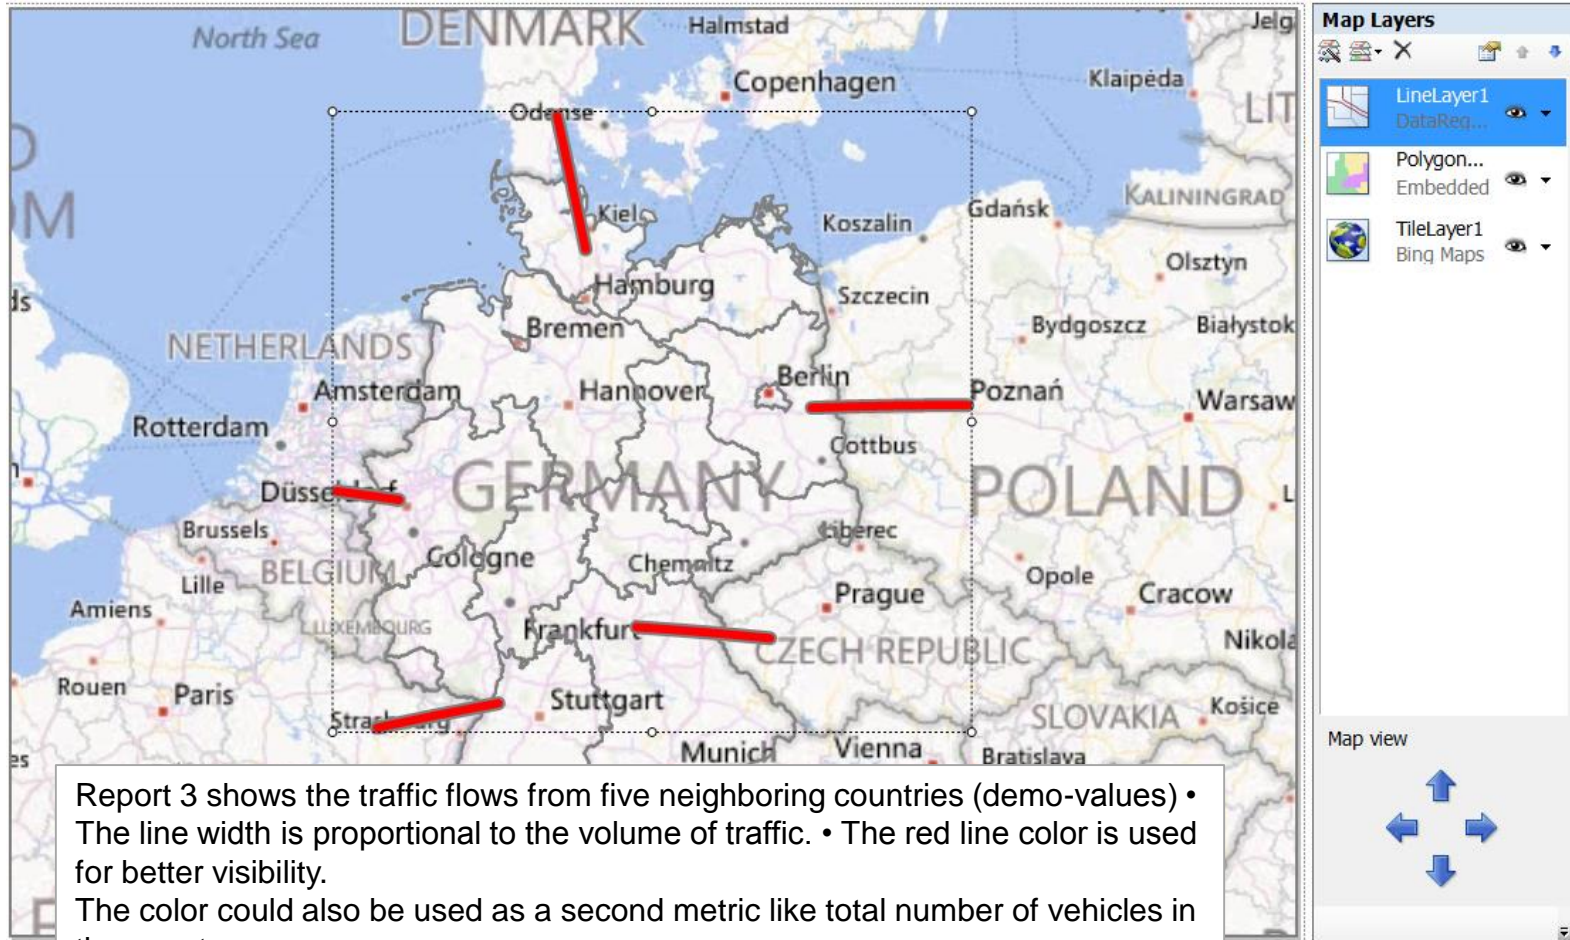 North Sea
DENMARK
Halmstad
Jelg
Copenhagen
Klaipėda
LIT
Odense
KALININGRAD
Kiel
Koszalin
Gdańsk
Olsztyn
Hamburg
Szczecin
Bremen
Bydgoszcz
Białystok
NETHERLANDS
Amsterdam
Hannover
Berlin
Poznań
Warsaw
Rotterdam
Cottbus
GERMANY
POLAND
Brussels
Liberec
BELGIUM
Cologne
Chemnitz
Lille
Opole
Prague
Cracow
Amiens
LUXEMBOURG
Frankfurt
CZECH REPUBLIC
Rouen
Paris
Stuttgart
SLOVAKIA
Košice
Munich
Vienna
Bratislava
Report 3 shows the traffic flows from five neighboring countries (demo-values) •
The line width is proportional to the volume of traffic. • The red line color is used
for better visibility.
The color could also be used as a second metric like total number of vehicles in
Map Layers
LineLayer1
DataReg...
Polygon...
Embedded
TileLayer1
Bing Maps
Map view